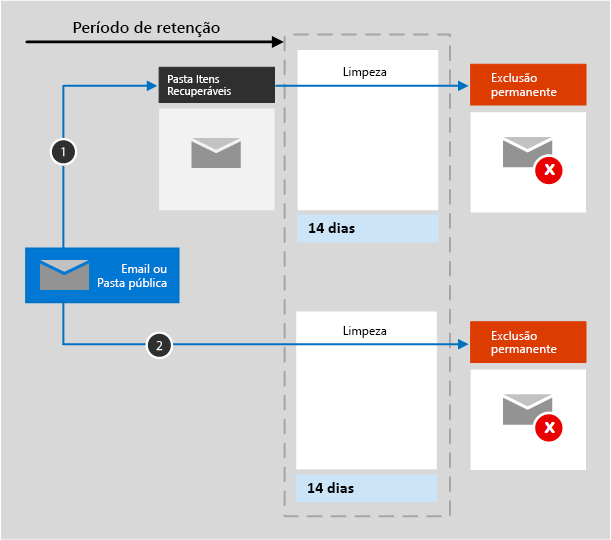 Período de retenção
Pasta Itens
Recuperáveis
Limpeza
Exclusão
permanente
1
x
14 dias
Email ou
Pasta pública
2
Limpeza
Exclusão
permanente
x
14 dias